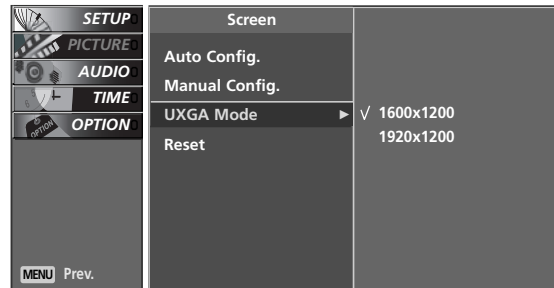 SETUP
PICTURE
AUDIO
TIME
OPTION
MENU Prev.
Screen
Auto Config.
Manual Config.
UXGA Mode ►
Reset
√ 1600x1200
1920x1200